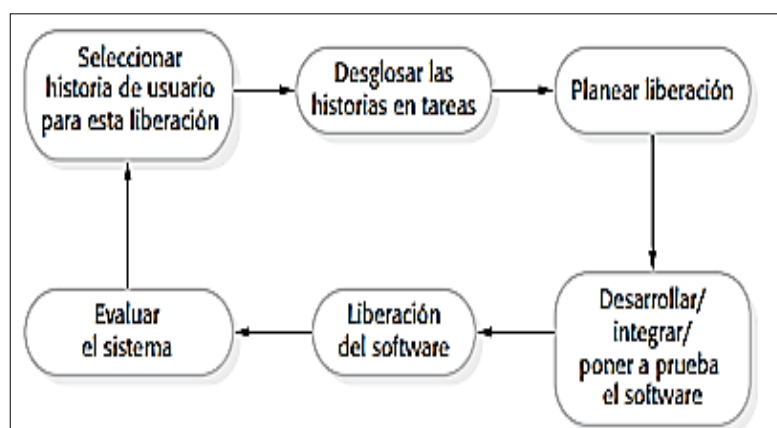 Seleccionar
historia de usuario
para esta liberación
Desglosar las
historias en tareas
Planear liberación
Desarrollar/
integrar/
poner a prueba
el software
Liberación
del software
Evaluar
el sistema